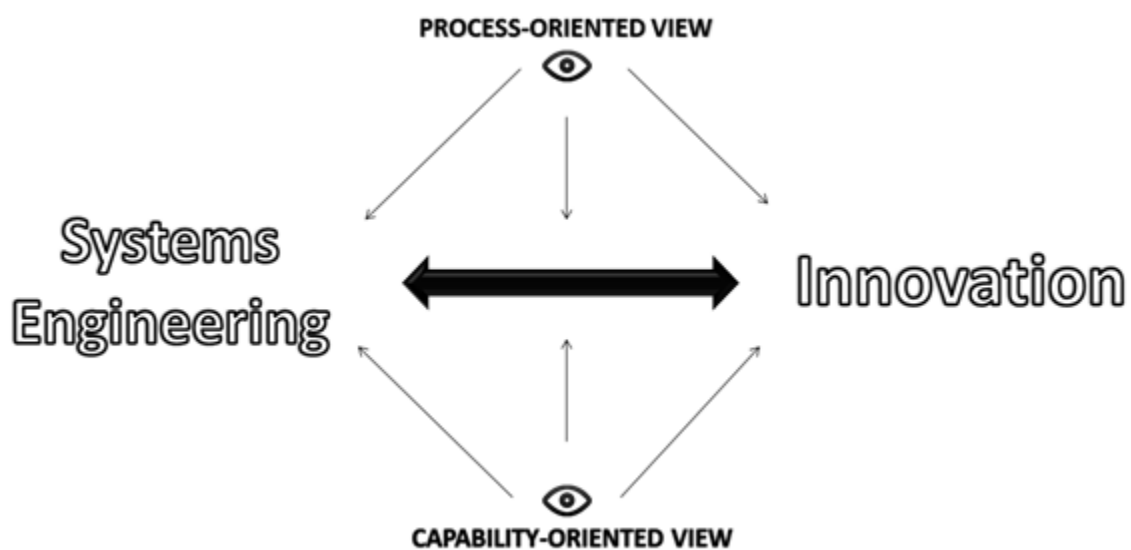 PROCESS-ORIENTED VIEW
Systems
Engineering
Innovation
CAPABILITY-ORIENTED VIEW